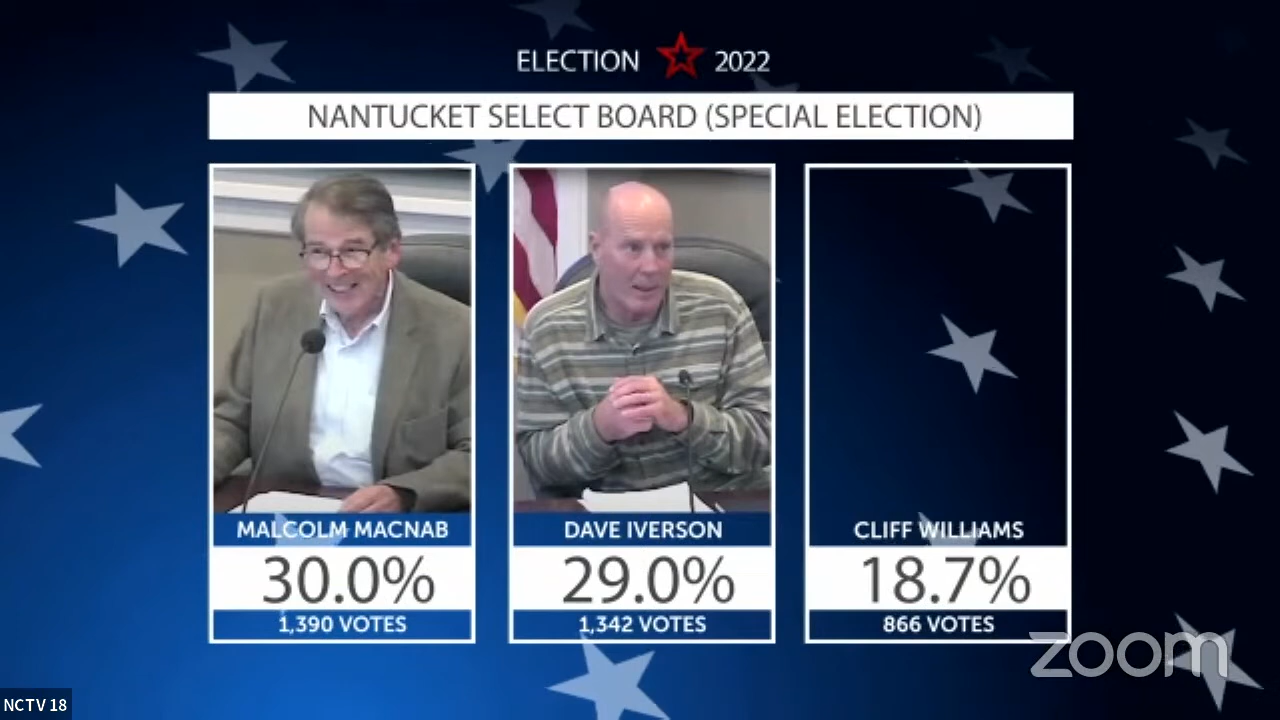 ELECTION 2022
NANTUCKET SELECT BOARD (SPECIAL ELECTION)
MALCOLM MACNAB
30.0%
1,390 VOTES
DAVE IVERSON
29.0%
1,342 VOTES
CLIFF WILLIAMS
18.7%
866 VOTES
zoom
NCTV 18